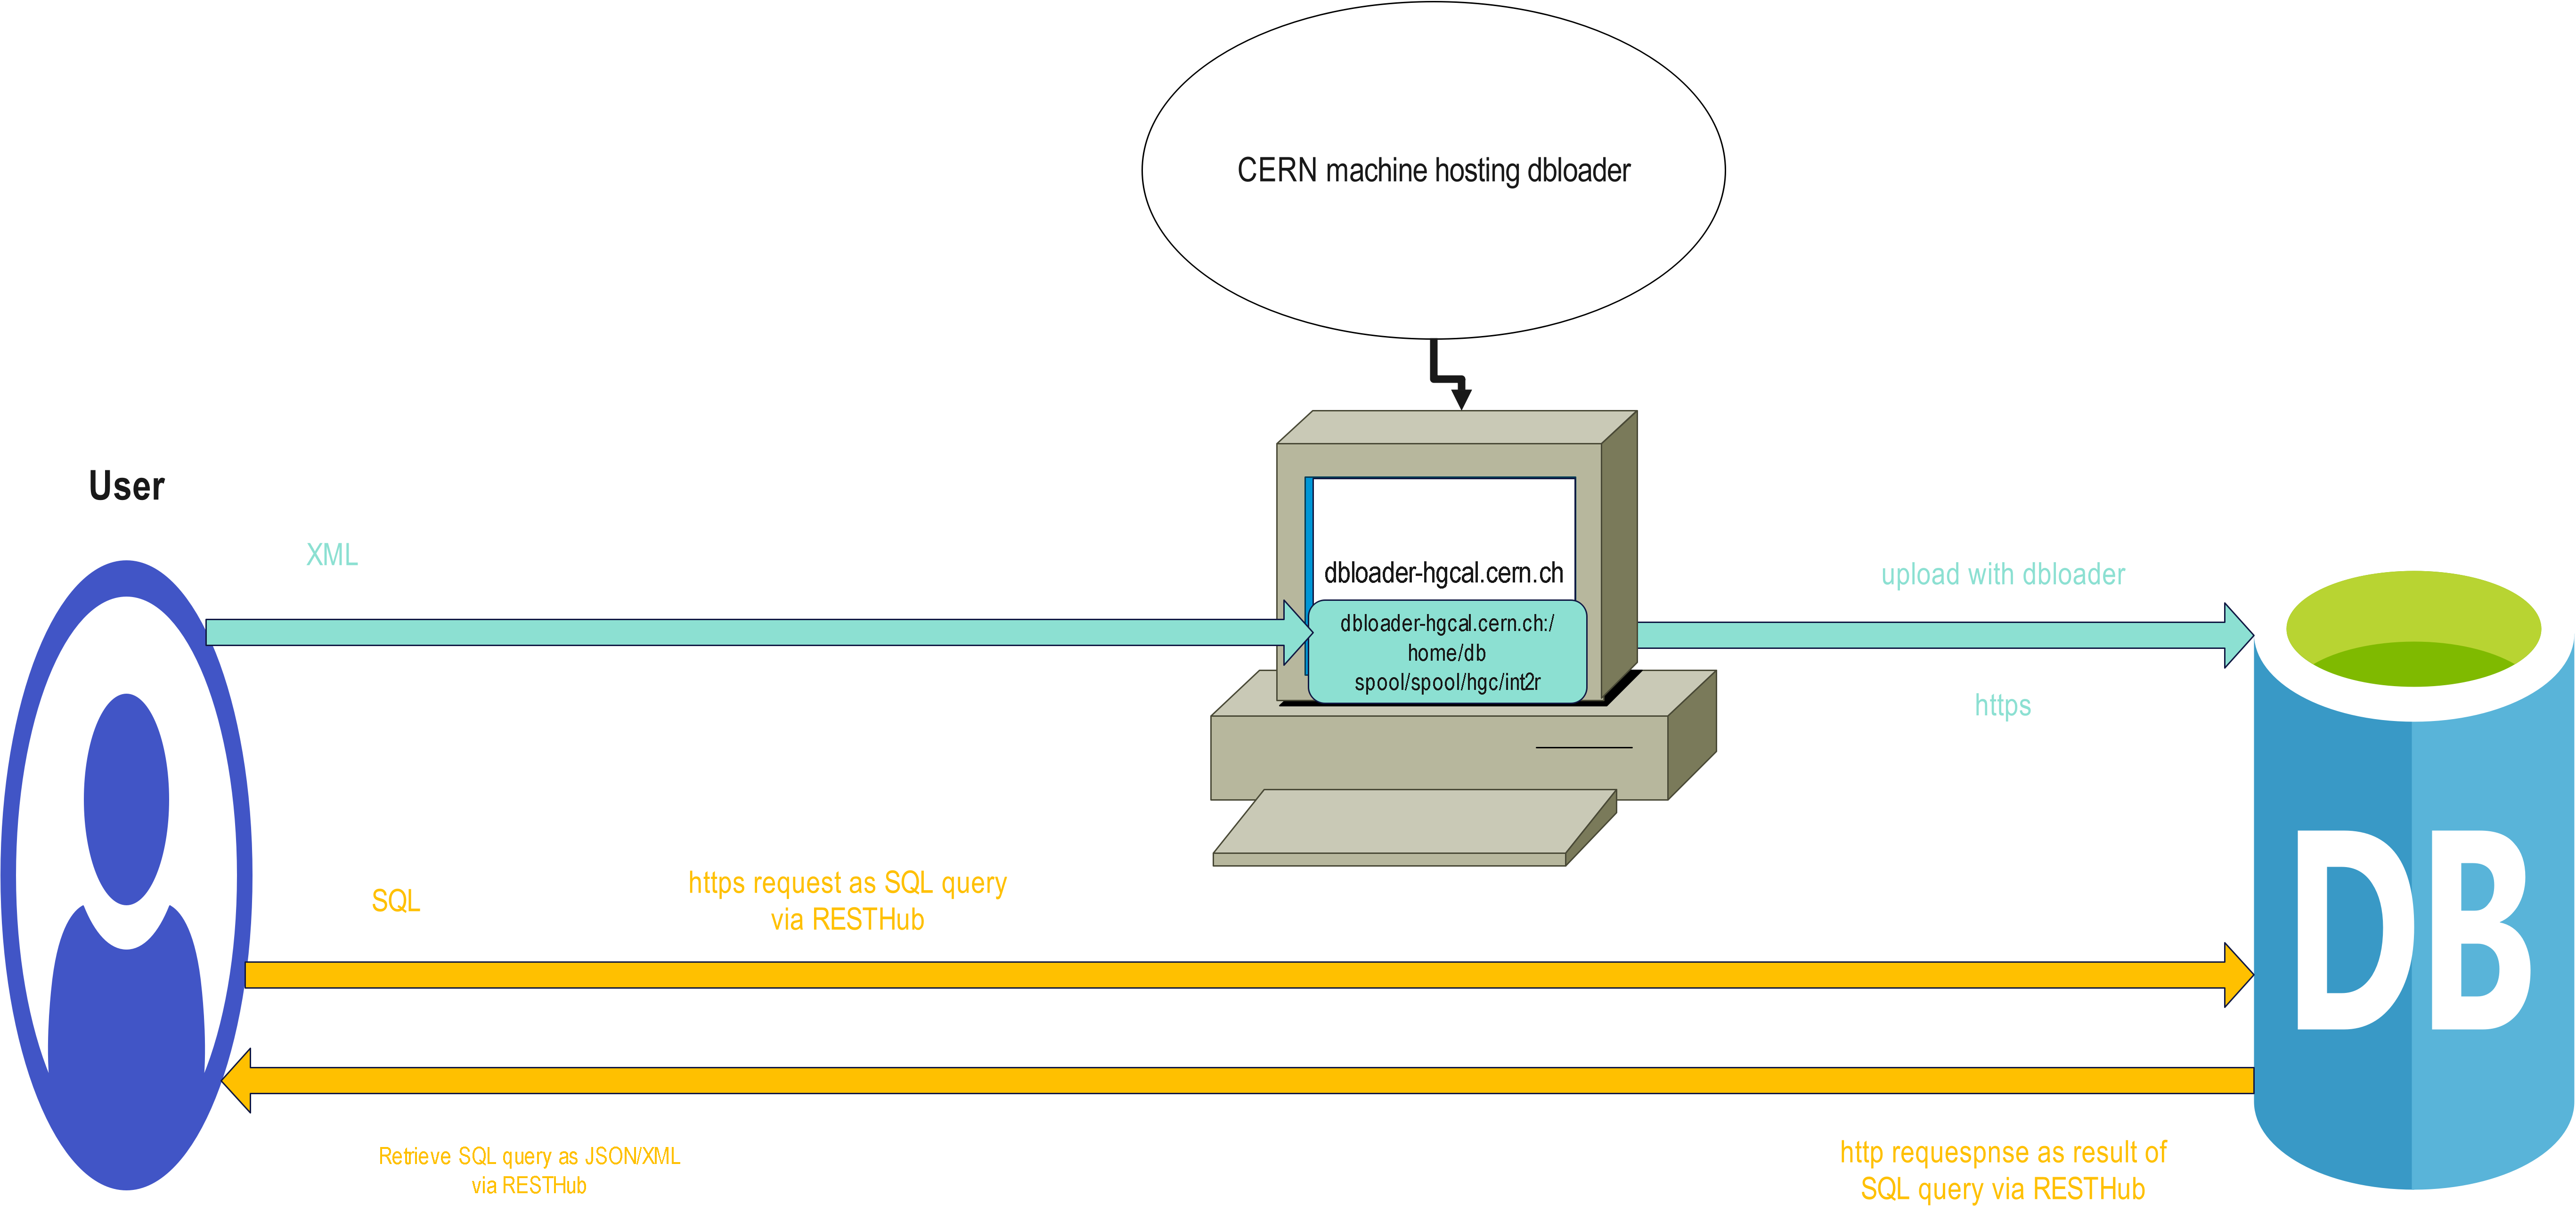 CERN machine hosting dbloader
User
XML
dbloader-hgcal.cern.ch
upload with dbloader
dbloader-hgcal.cern.ch:/
home/db
spool/spool/hgc/int2r
https
SQL
https request as SQL query
via RESTHub
DB
Retrieve SQL query as JSON/XML
via RESTHub
http requespnse as result of
SQL query via RESTHub